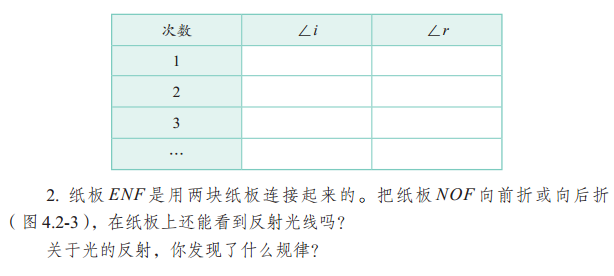 次数 ∠i ∠r
1
2
3
…
2. 纸板 ENF 是用两块纸板连接起来的。把纸板 NOF 向前折或向后折
（图 4.2-3），在纸板上还能看到反射光线吗？
关于光的反射，你发现了什么规律？